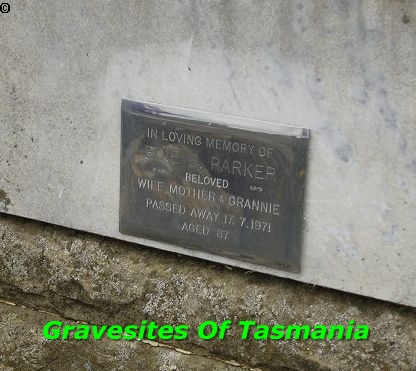 ©
IN LOVING MEMORY OF
PARKER
BELOVED
WIFE, MOTHER & GRANNIE
PASSED AWAY 17. 7. 1971
AGED 87
Gravesites Of Tasmania